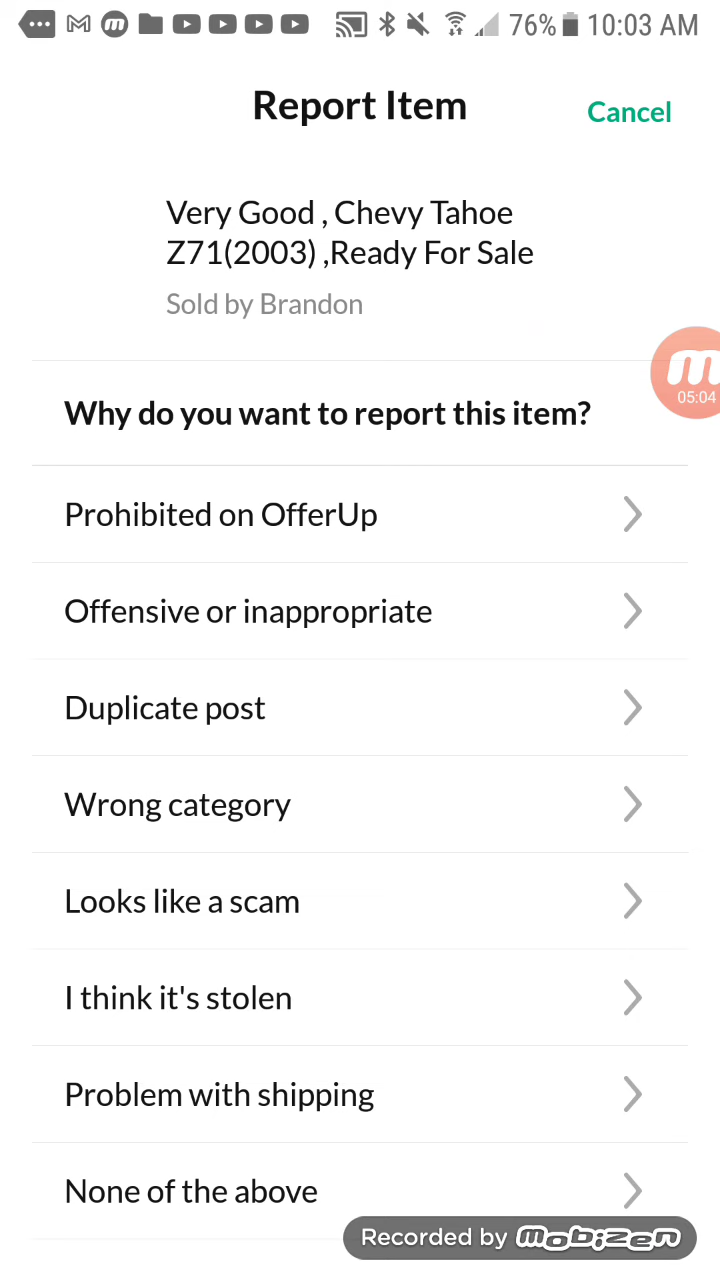 76% 10:03 AM
Report Item
Cancel
Very Good , Chevy Tahoe
Z71(2003) ,Ready For Sale
Sold by Brandon
05:04
Why do you want to report this item?
Prohibited on OfferUp
Offensive or inappropriate
Duplicate post
Wrong category
Looks like a scam
I think it's stolen
Problem with shipping
None of the above
Recorded by mobizen